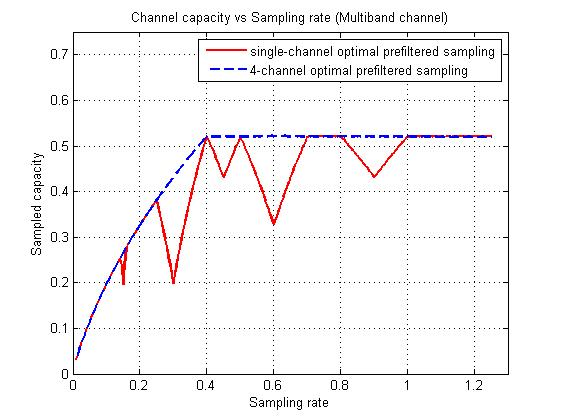 Channel capacity vs Sampling rate (Multiband channel)
single-channel optimal prefiltered sampling
4-channel optimal prefiltered sampling
0.7
0.6
0.5
0.4
0.3
0.2
0.1
0
Sampled capacity
0 0.2 0.4 0.6 0.8 1 1.2
Sampling rate